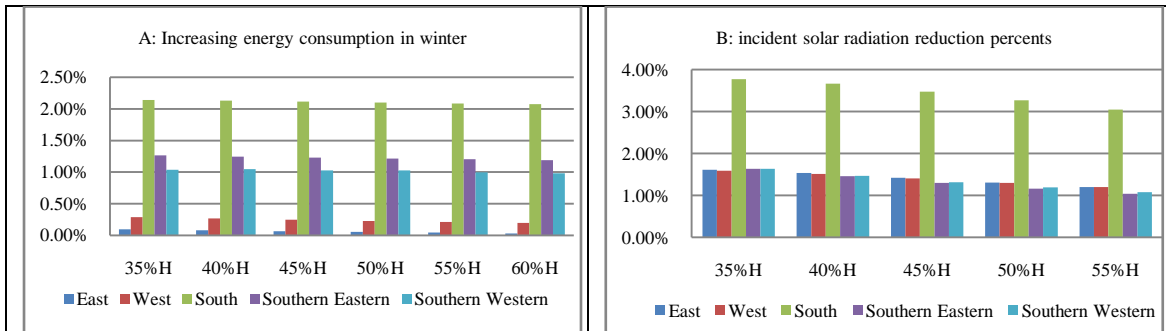 A: Increasing energy consumption in winter
2.50%
2.00%
1.50%
1.00%
0.50%
0.00%
35%H 40%H 45%H 50%H 55%H 60%H
East West South Southern Eastern Southern Western
B: incident solar radiation reduction percents
4.00%
3.00%
2.00%
1.00%
0.00%
35%H 40%H 45%H 50%H 55%H
East West South Southern Eastern Southern Western